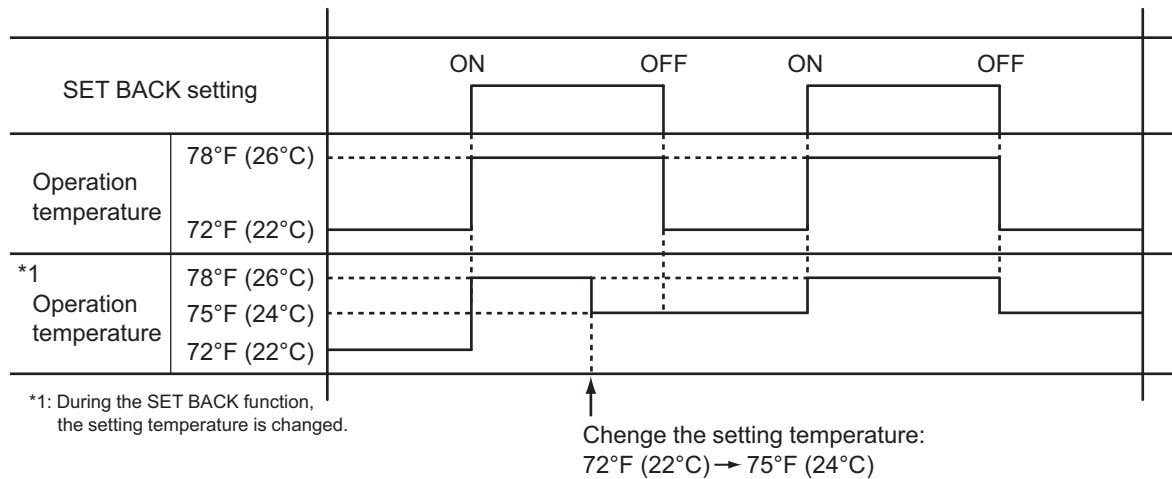 ON OFF ON OFF
SET BACK setting
78°F (26°C)
Operation
temperature
72°F (22°C)
*1
78°F (26°C)
Operation
75°F (24°C)
temperature
72°F (22°C)
*1: During the SET BACK function,
the setting temperature is changed.
Chenge the setting temperature:
72°F (22°C) → 75°F (24°C)